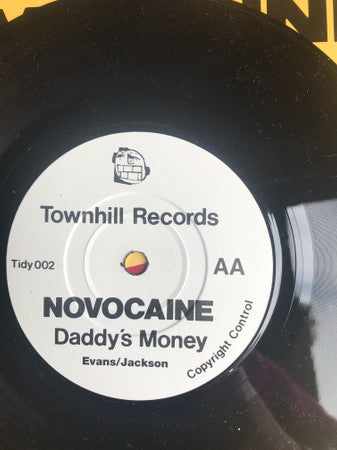 Townhill Records
Tidy 002
AA
NOVOCAINE
Daddy's Money
Evans/Jackson
Copyright Control